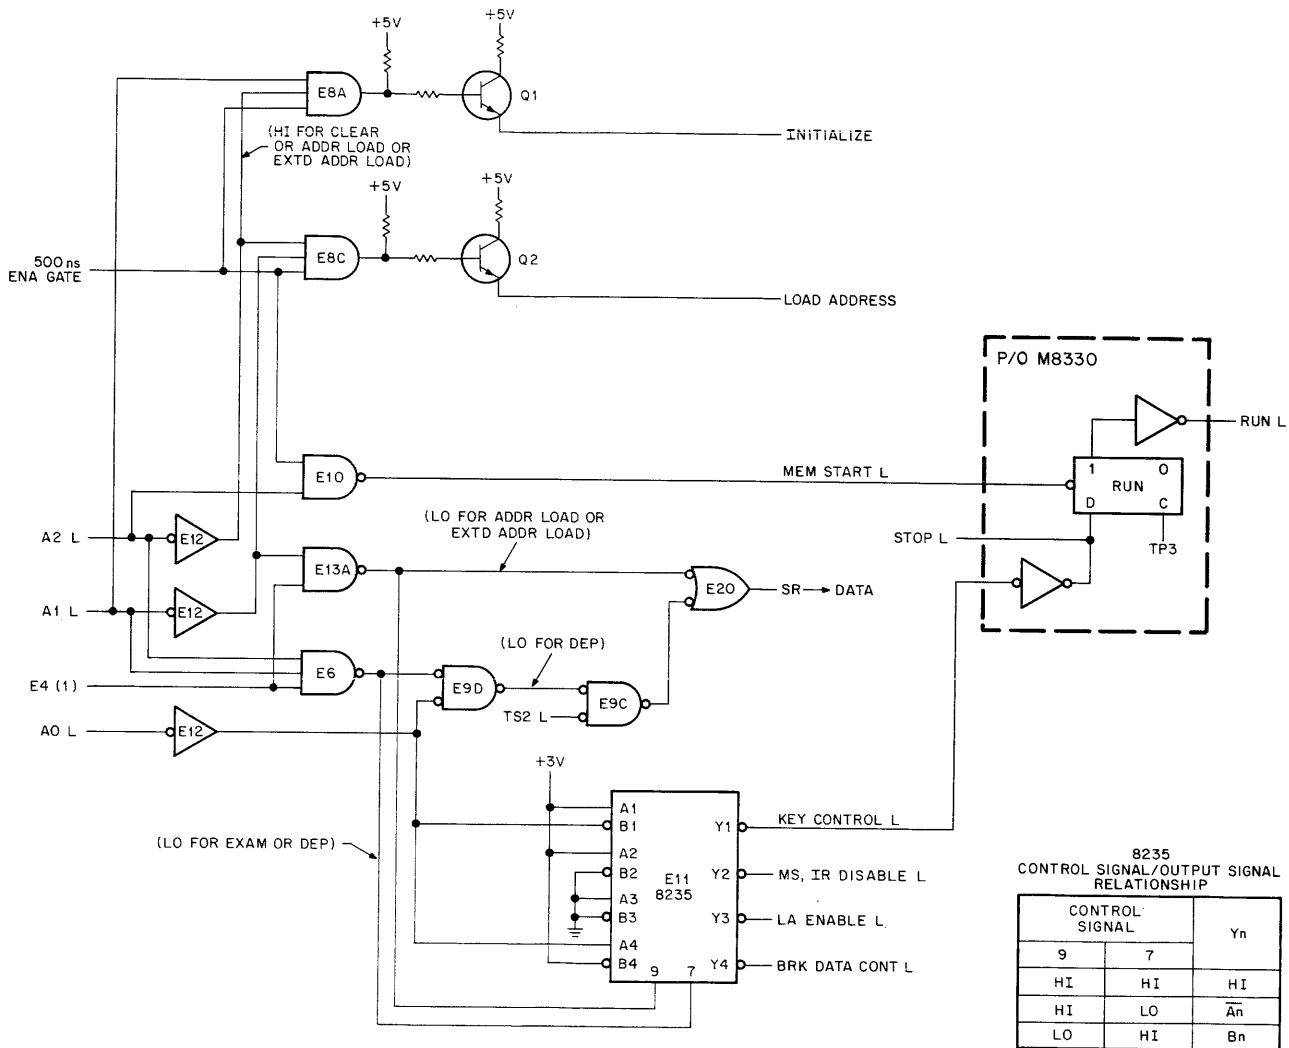 +5V
+5V
E8A
Q1
INITIALIZE
(HI FOR CLEAR
OR ADDR LOAD OR
EXTD ADDR LOAD)
+5V
+5V
E8C
Q2
500 ns
ENA GATE
LOAD ADDRESS
P/O M8330
RUN L
1 0
RUN
D C
TP3
E10
MEM START L
(LO FOR ADDR LOAD OR
EXTD ADDR LOAD)
A2 L
E12
STOP L
E13A
E20
SR → DATA
A1 L
E12
(LO FOR DEP)
E6
E9D
E9C
E4 (1)
TS2 L
A0 L
E12
+3V
A1
B1
Y1
KEY CONTROL L
(LO FOR EXAM OR DEP)
A2
B2
E11
8235
Y2
MS, IR DISABLE L
A3
B3
Y3
LA ENABLE L
A4
B4
9 7
Y4
BRK DATA CONT L
8235
CONTROL SIGNAL/OUTPUT SIGNAL
RELATIONSHIP
CONTROL
SIGNAL
Yn
9 7
HI HI HI
HI LO A̅n̅
LO HI Bn